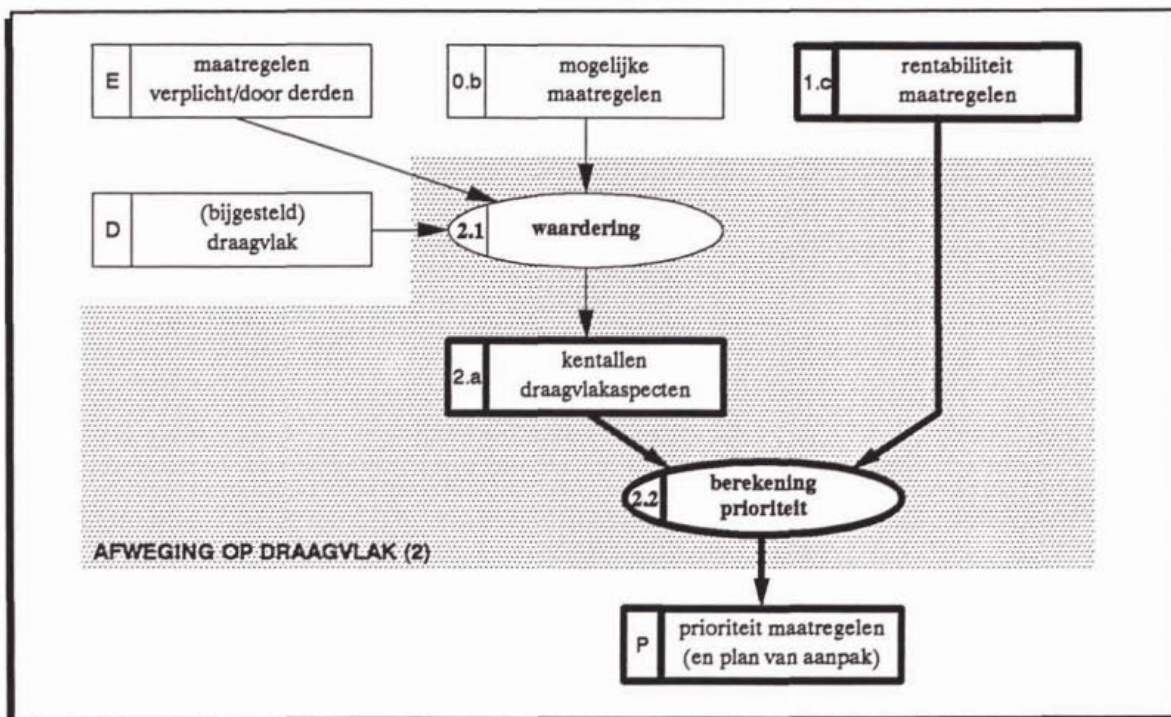 E
maatregelen
verplicht/door derden
0.b
mogelijke
maatregelen
1.c
rentabiliteit
maatregelen
D
(bijgesteld)
draagvlak
2.1
waardering
2.a
kentallen
draagvlakaspecten
2.2
berekening
prioriteit
AFWEGING OP DRAAGVLAK (2)
P
prioriteit maatregelen
(en plan van aanpak)